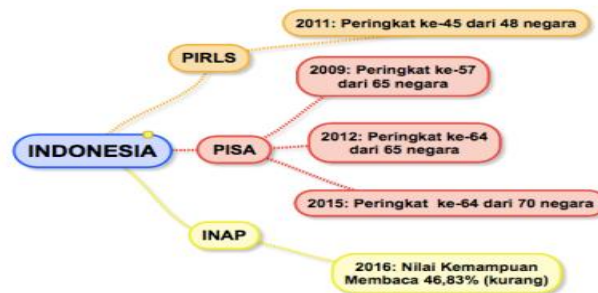 2011: Peringkat ke-45 dari 48 negara
PIRLS
2009: Peringkat ke-57
dari 65 negara
INDONESIA
PISA
2012: Peringkat ke-64
dari 65 negara
2015: Peringkat ke-64 dari 70 negara
INAP
2016: Nilai Kemampuan
Membaca 46,83% (kurang)